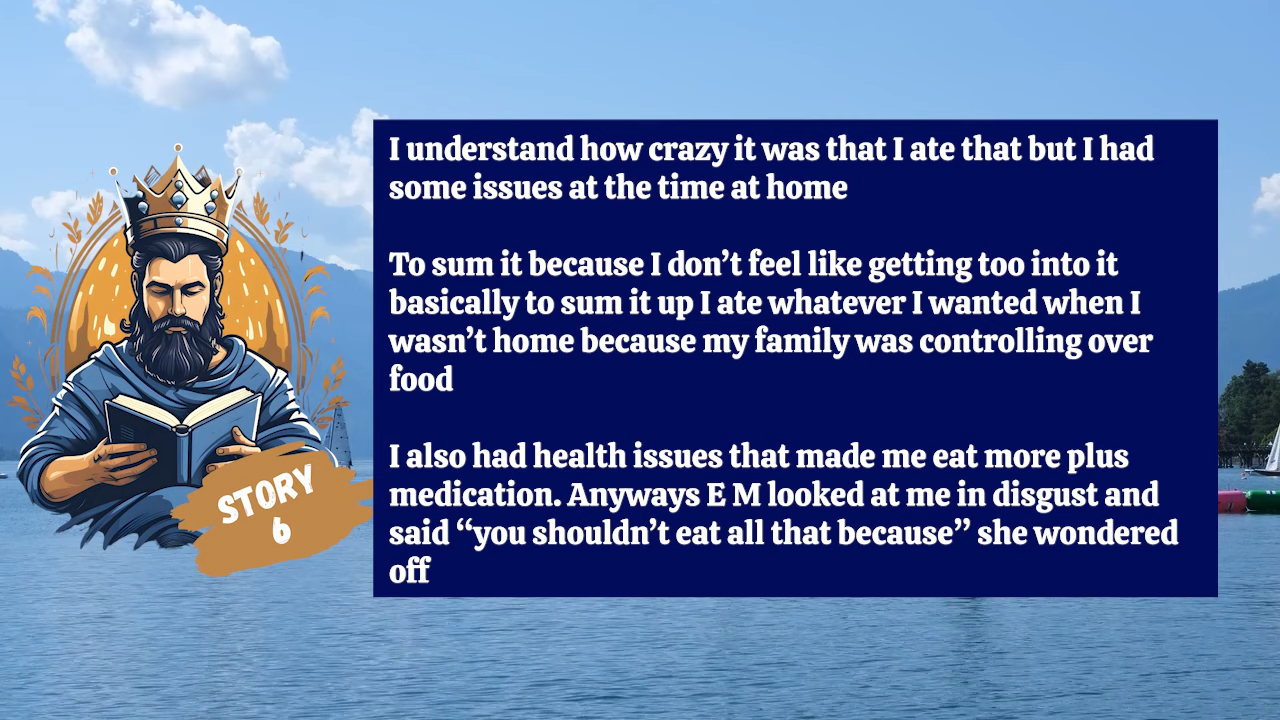 I understand how crazy it was that I ate that but I had
some issues at the time at home
To sum it because I don’t feel like getting too into it
basically to sum it up I ate whatever I wanted when I
wasn’t home because my family was controlling over
food
I also had health issues that made me eat more plus
medication. Anyways E M looked at me in disgust and
said “you shouldn’t eat all that because” she wondered
off
STORY
6